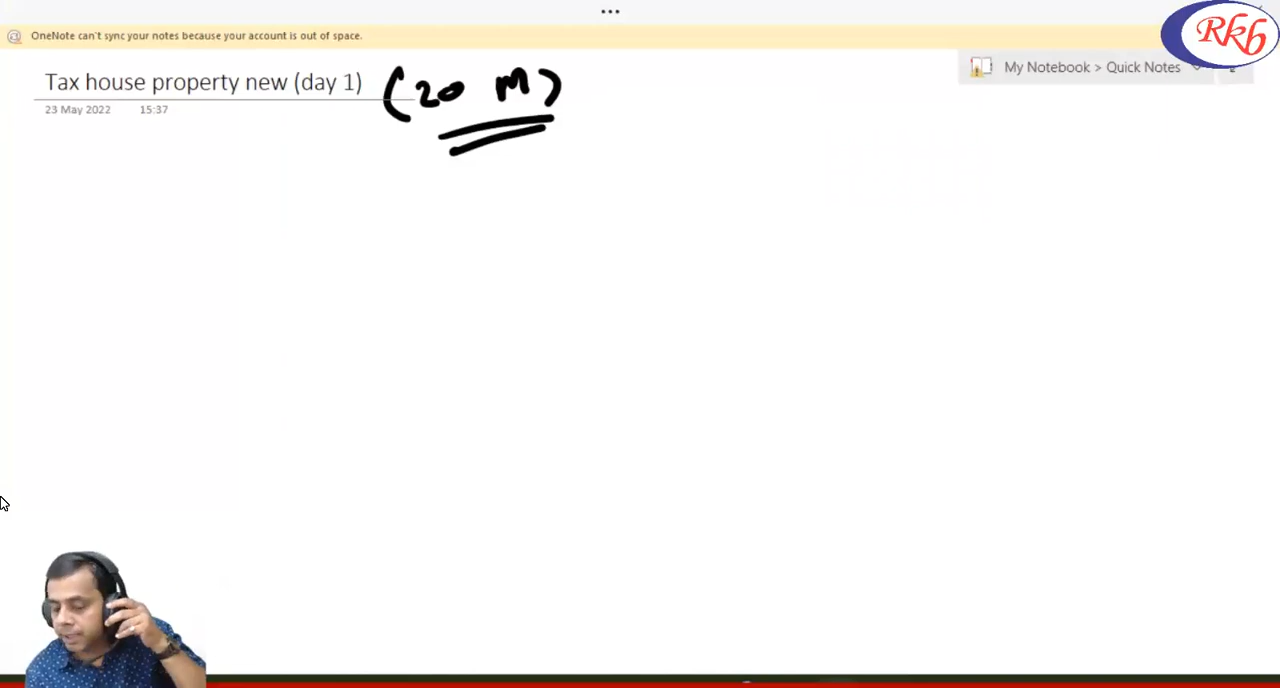 ...
OneNote can't sync your notes because your account is out of space.
Rkb
My Notebook > Quick Notes
Tax house property new (day 1) (20 M)
23 May 2022 15:37